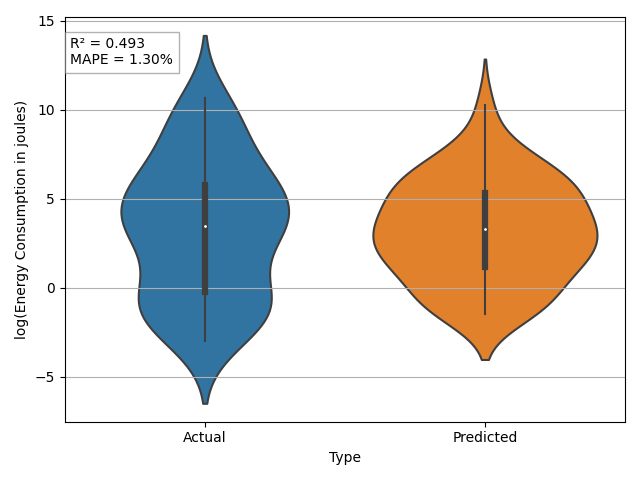 R² = 0.493
MAPE = 1.30%
15
10
5
0
−5
log(Energy Consumption in joules)
Actual
Predicted
Type